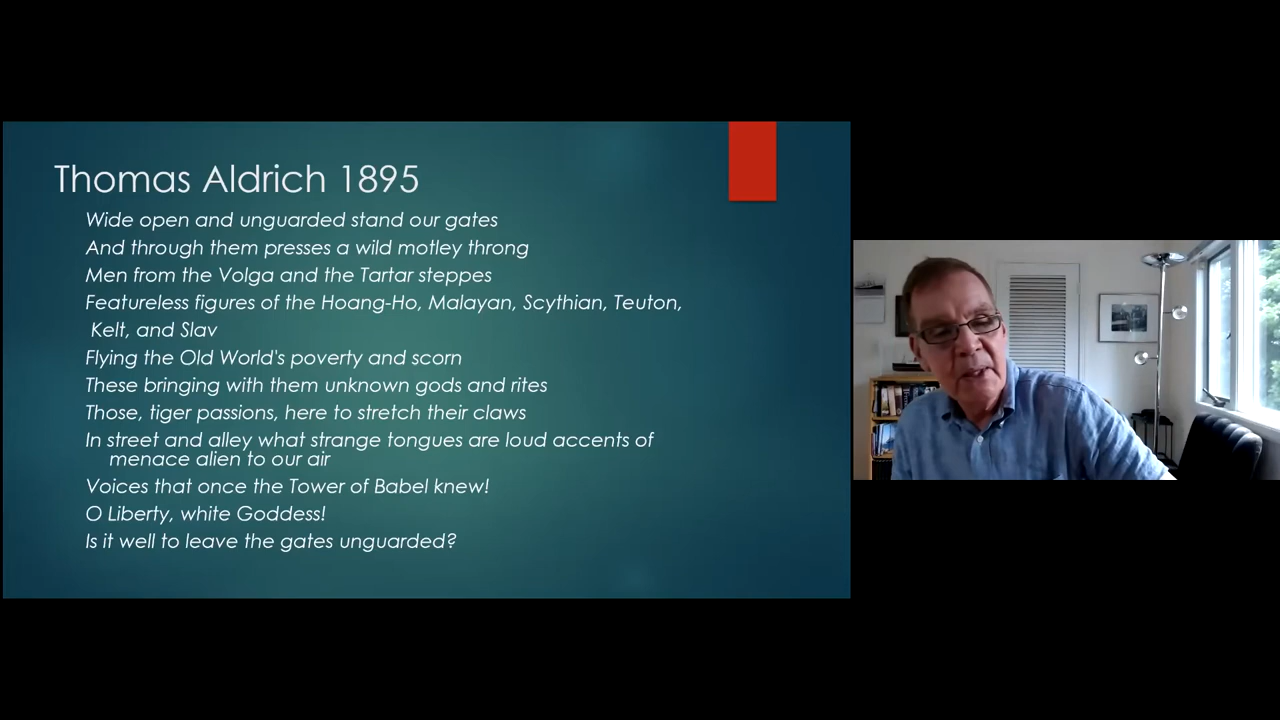 Thomas Aldrich 1895
Wide open and unguarded stand our gates
And through them presses a wild motley throng
Men from the Volga and the Tartar steppes
Featureless figures of the Hoang-Ho, Malayan, Scythian, Teuton,
Kelt, and Slav
Flying the Old World's poverty and scorn
These bringing with them unknown gods and rites
Those, tiger passions, here to stretch their claws
In street and alley what strange tongues are loud accents of
menace alien to our air
Voices that once the Tower of Babel knew!
O Liberty, white Goddess!
Is it well to leave the gates unguarded?